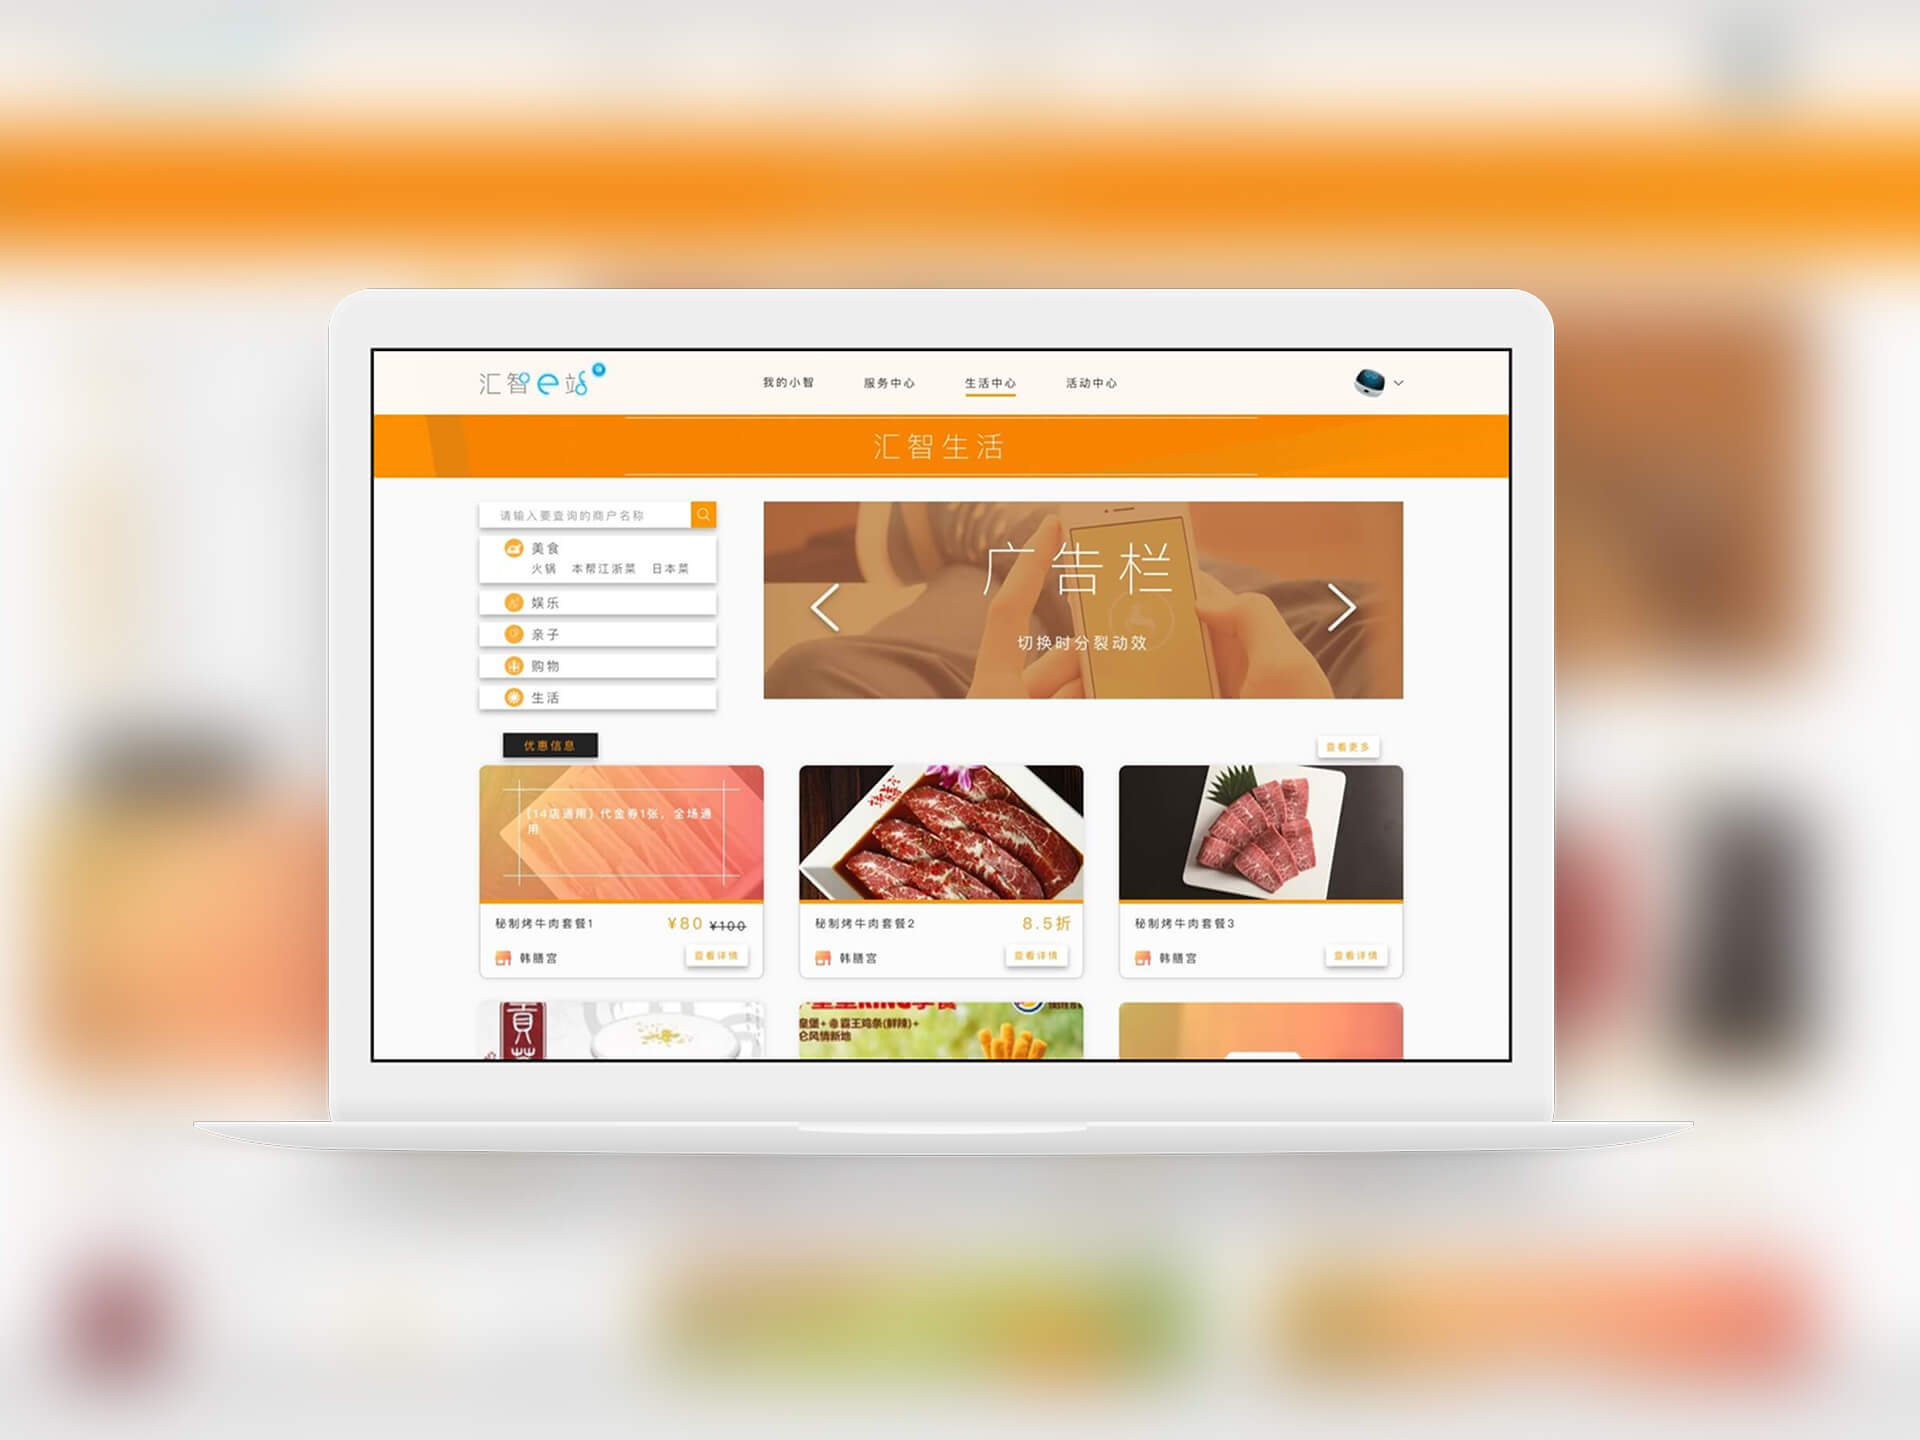 汇智e站
我的小智 服务中心 生活中心 活动中心
汇智生活
请输入要查询的商户名称
美食
火锅 本帮江浙菜 日本菜
娱乐
亲子
购物
生活
广告栏
切换时分裂动效
优惠信息
查看更多
[14店通用] 代金券1张，全场通
用
秘制烤牛肉套餐1 ¥80 ¥100
韩膳宫 查看详情
秘制烤牛肉套餐2 8.5折
韩膳宫 查看详情
秘制烤牛肉套餐3
韩膳宫 查看详情
貢
皇堡+ 霸王鸡条(鲜辣)+
仑风情新地